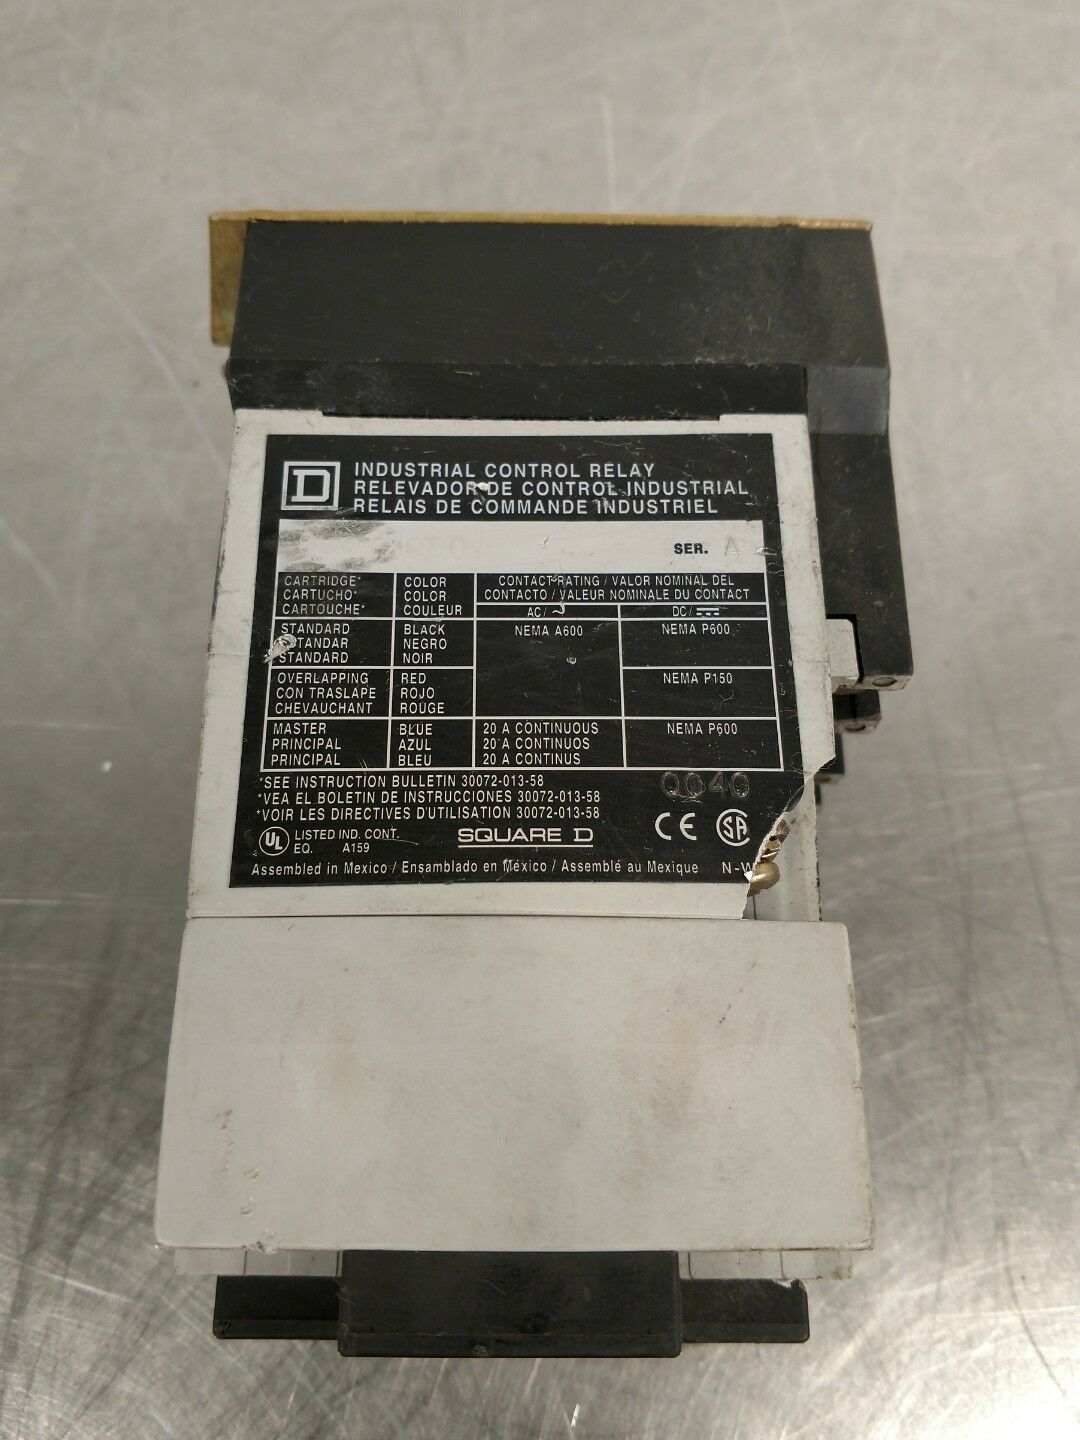 D
INDUSTRIAL CONTROL RELAY
RELEVADOR DE CONTROL INDUSTRIAL
RELAIS DE COMMANDE INDUSTRIEL
SER. A
CARTRIDGE* COLOR CONTACT RATING / VALOR NOMINAL DEL
CARTUCHO* COLOR CONTACTO / VALEUR NOMINALE DU CONTACT
CARTOUCHE* COULEUR AC/~ DC/⎓
STANDARD BLACK NEMA A600 NEMA P600
STANDAR NEGRO
STANDARD NOIR
OVERLAPPING RED NEMA P150
CON TRASLAPE ROJO
CHEVAUCHANT ROUGE
MASTER BLUE 20 A CONTINUOUS NEMA P600
PRINCIPAL AZUL 20 A CONTINUOS
PRINCIPAL BLEU 20 A CONTINUS
*SEE INSTRUCTION BULLETIN 30072-013-58
*VEA EL BOLETIN DE INSTRUCCIONES 30072-013-58
*VOIR LES DIRECTIVES D'UTILISATION 30072-013-58
0040
UL LISTED IND. CONT.
EQ. A159
SQUARE D
CE SA
Assembled in Mexico / Ensamblado en México / Assemblé au Mexique N-W